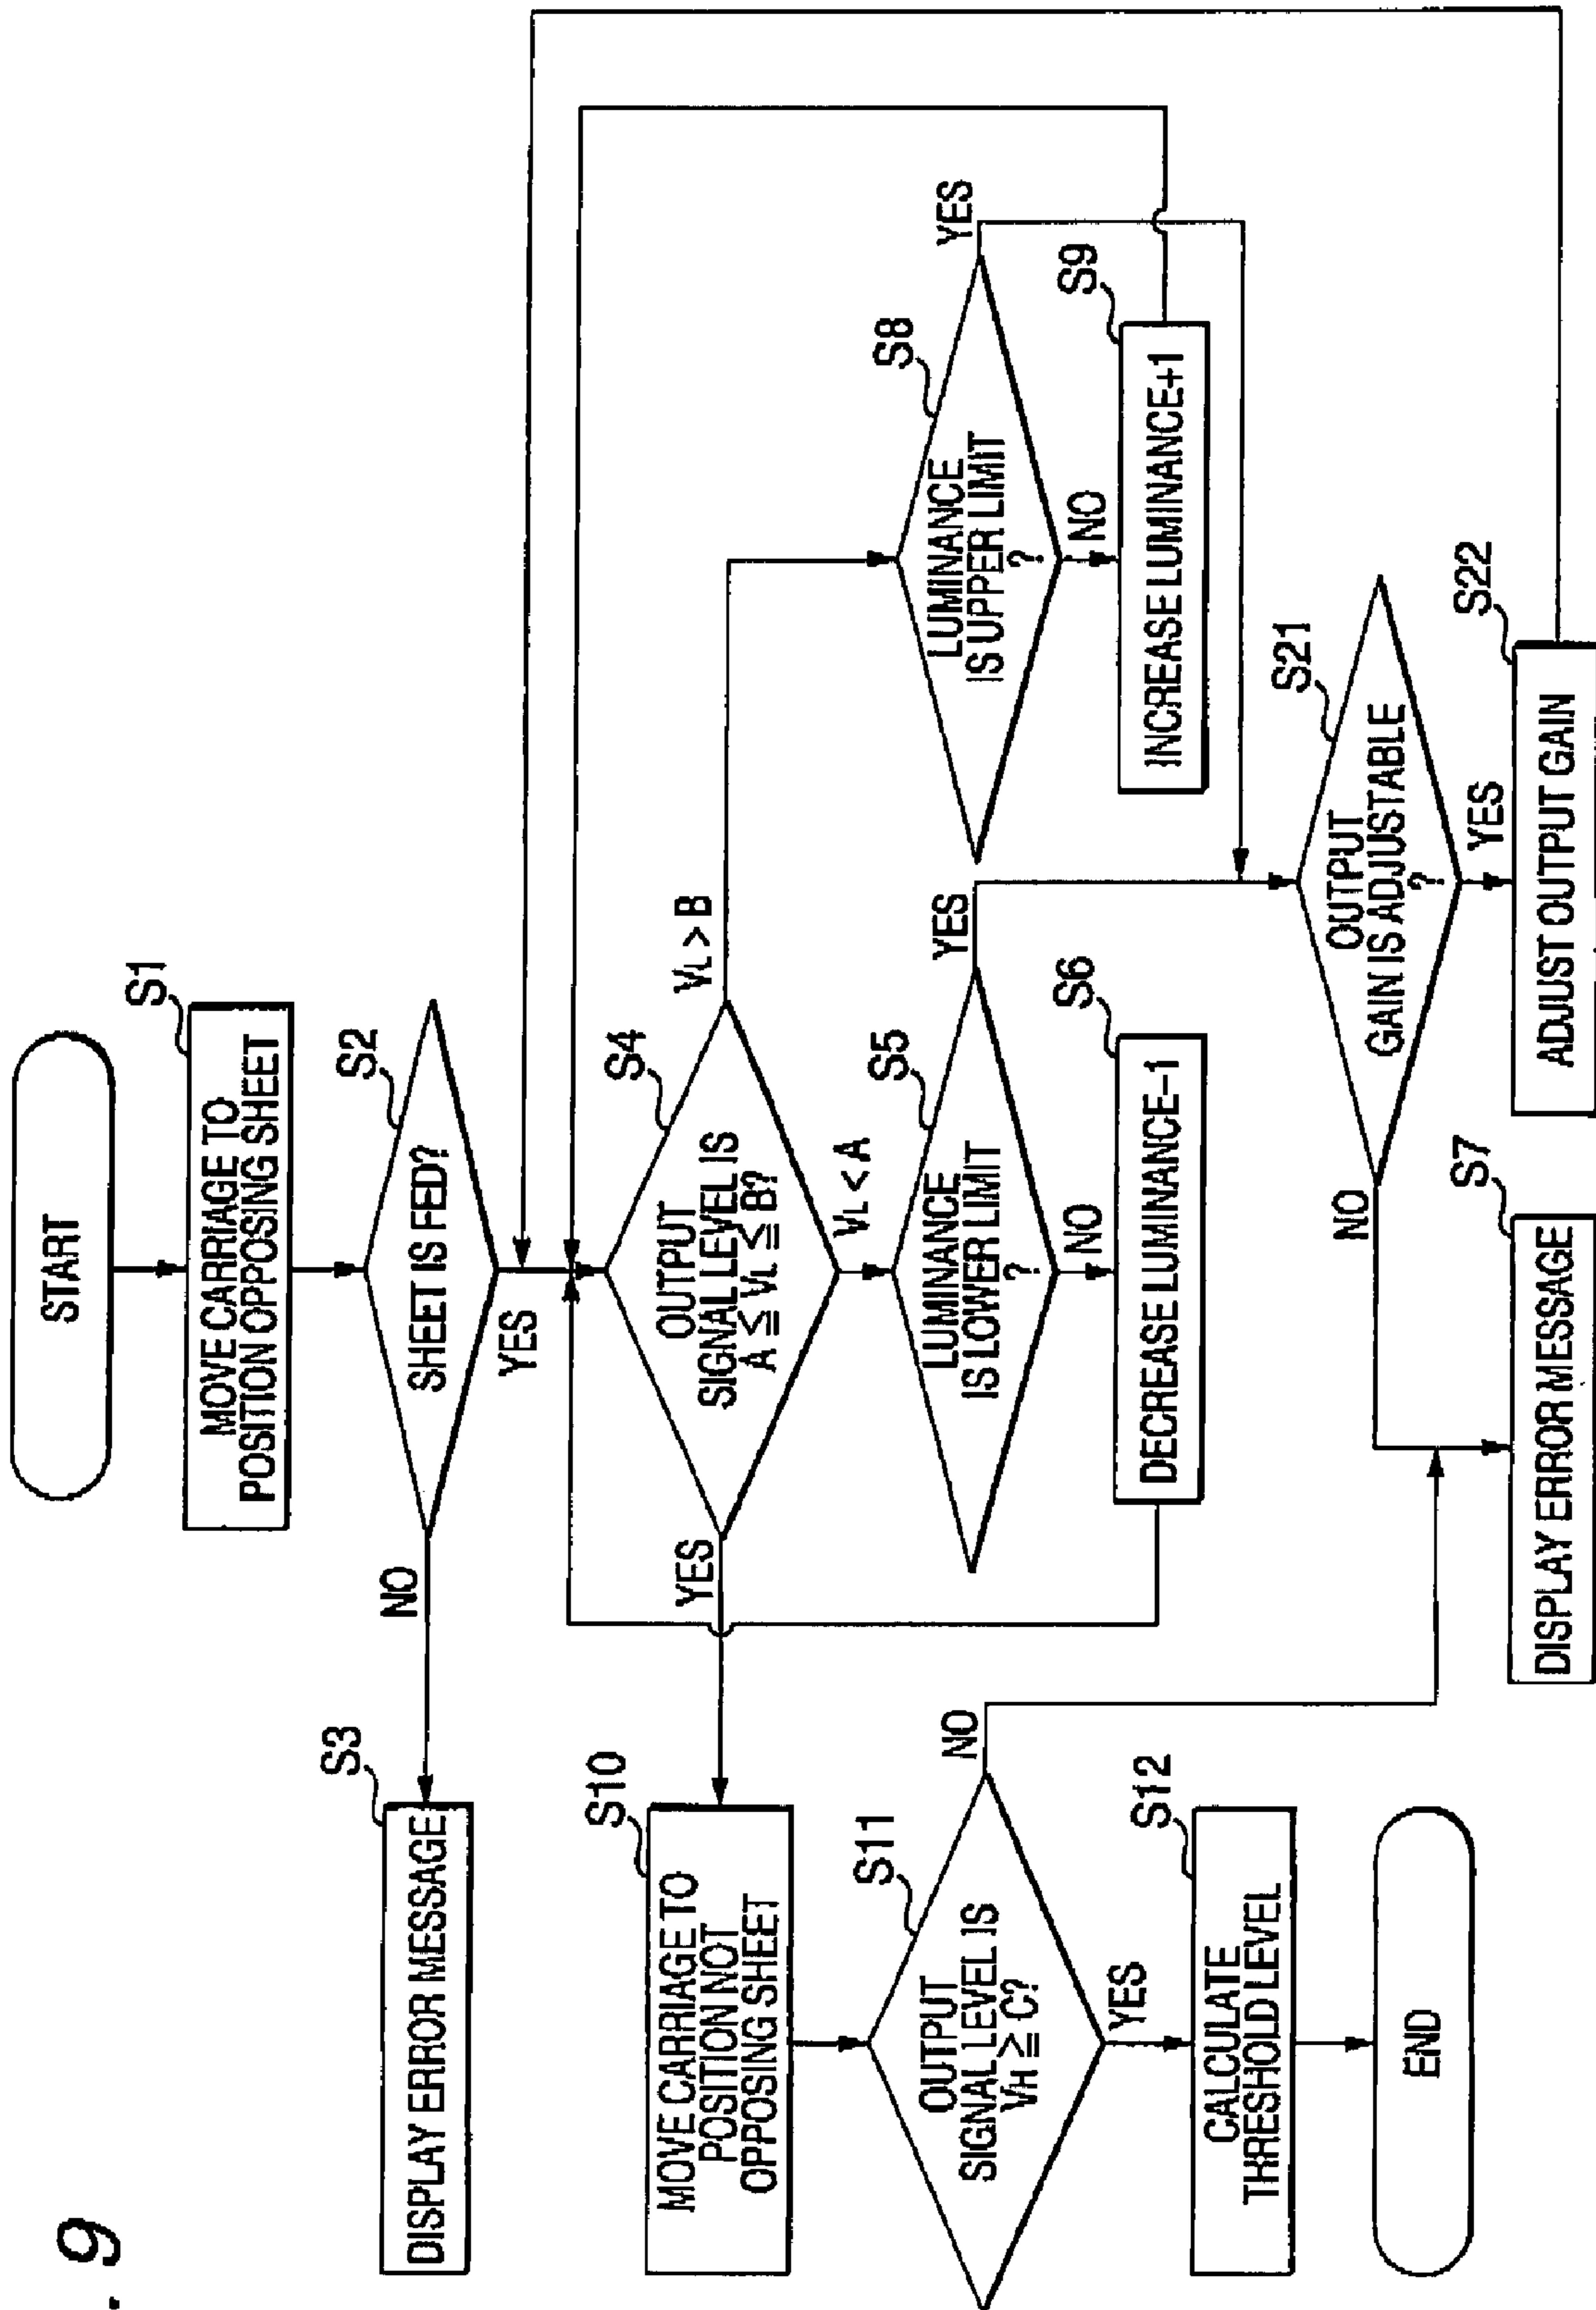 . 9
START
S1
MOVE CARRIAGE TO
POSITION OPPOSING SHEET
S2
SHEET IS FED?
NO
YES
S3
DISPLAY ERROR MESSAGE
S4
OUTPUT
SIGNAL LEVEL IS
A ≦ VL ≦ B?
YES
VL > B
VL < A
S5
LUMINANCE
IS LOWER LIMIT
?
YES
NO
S6
DECREASE LUMINANCE-1
S8
LUMINANCE
IS UPPER LIMIT
?
YES
NO
S9
INCREASE LUMINANCE+1
S10
MOVE CARRIAGE TO
POSITION NOT
OPPOSING SHEET
S11
OUTPUT
SIGNAL LEVEL IS
VH ≧ C?
NO
YES
S12
CALCULATE
THRESHOLD LEVEL
END
S21
OUTPUT
GAIN IS ADJUSTABLE
?
NO
YES
S7
DISPLAY ERROR MESSAGE
S22
ADJUST OUTPUT GAIN